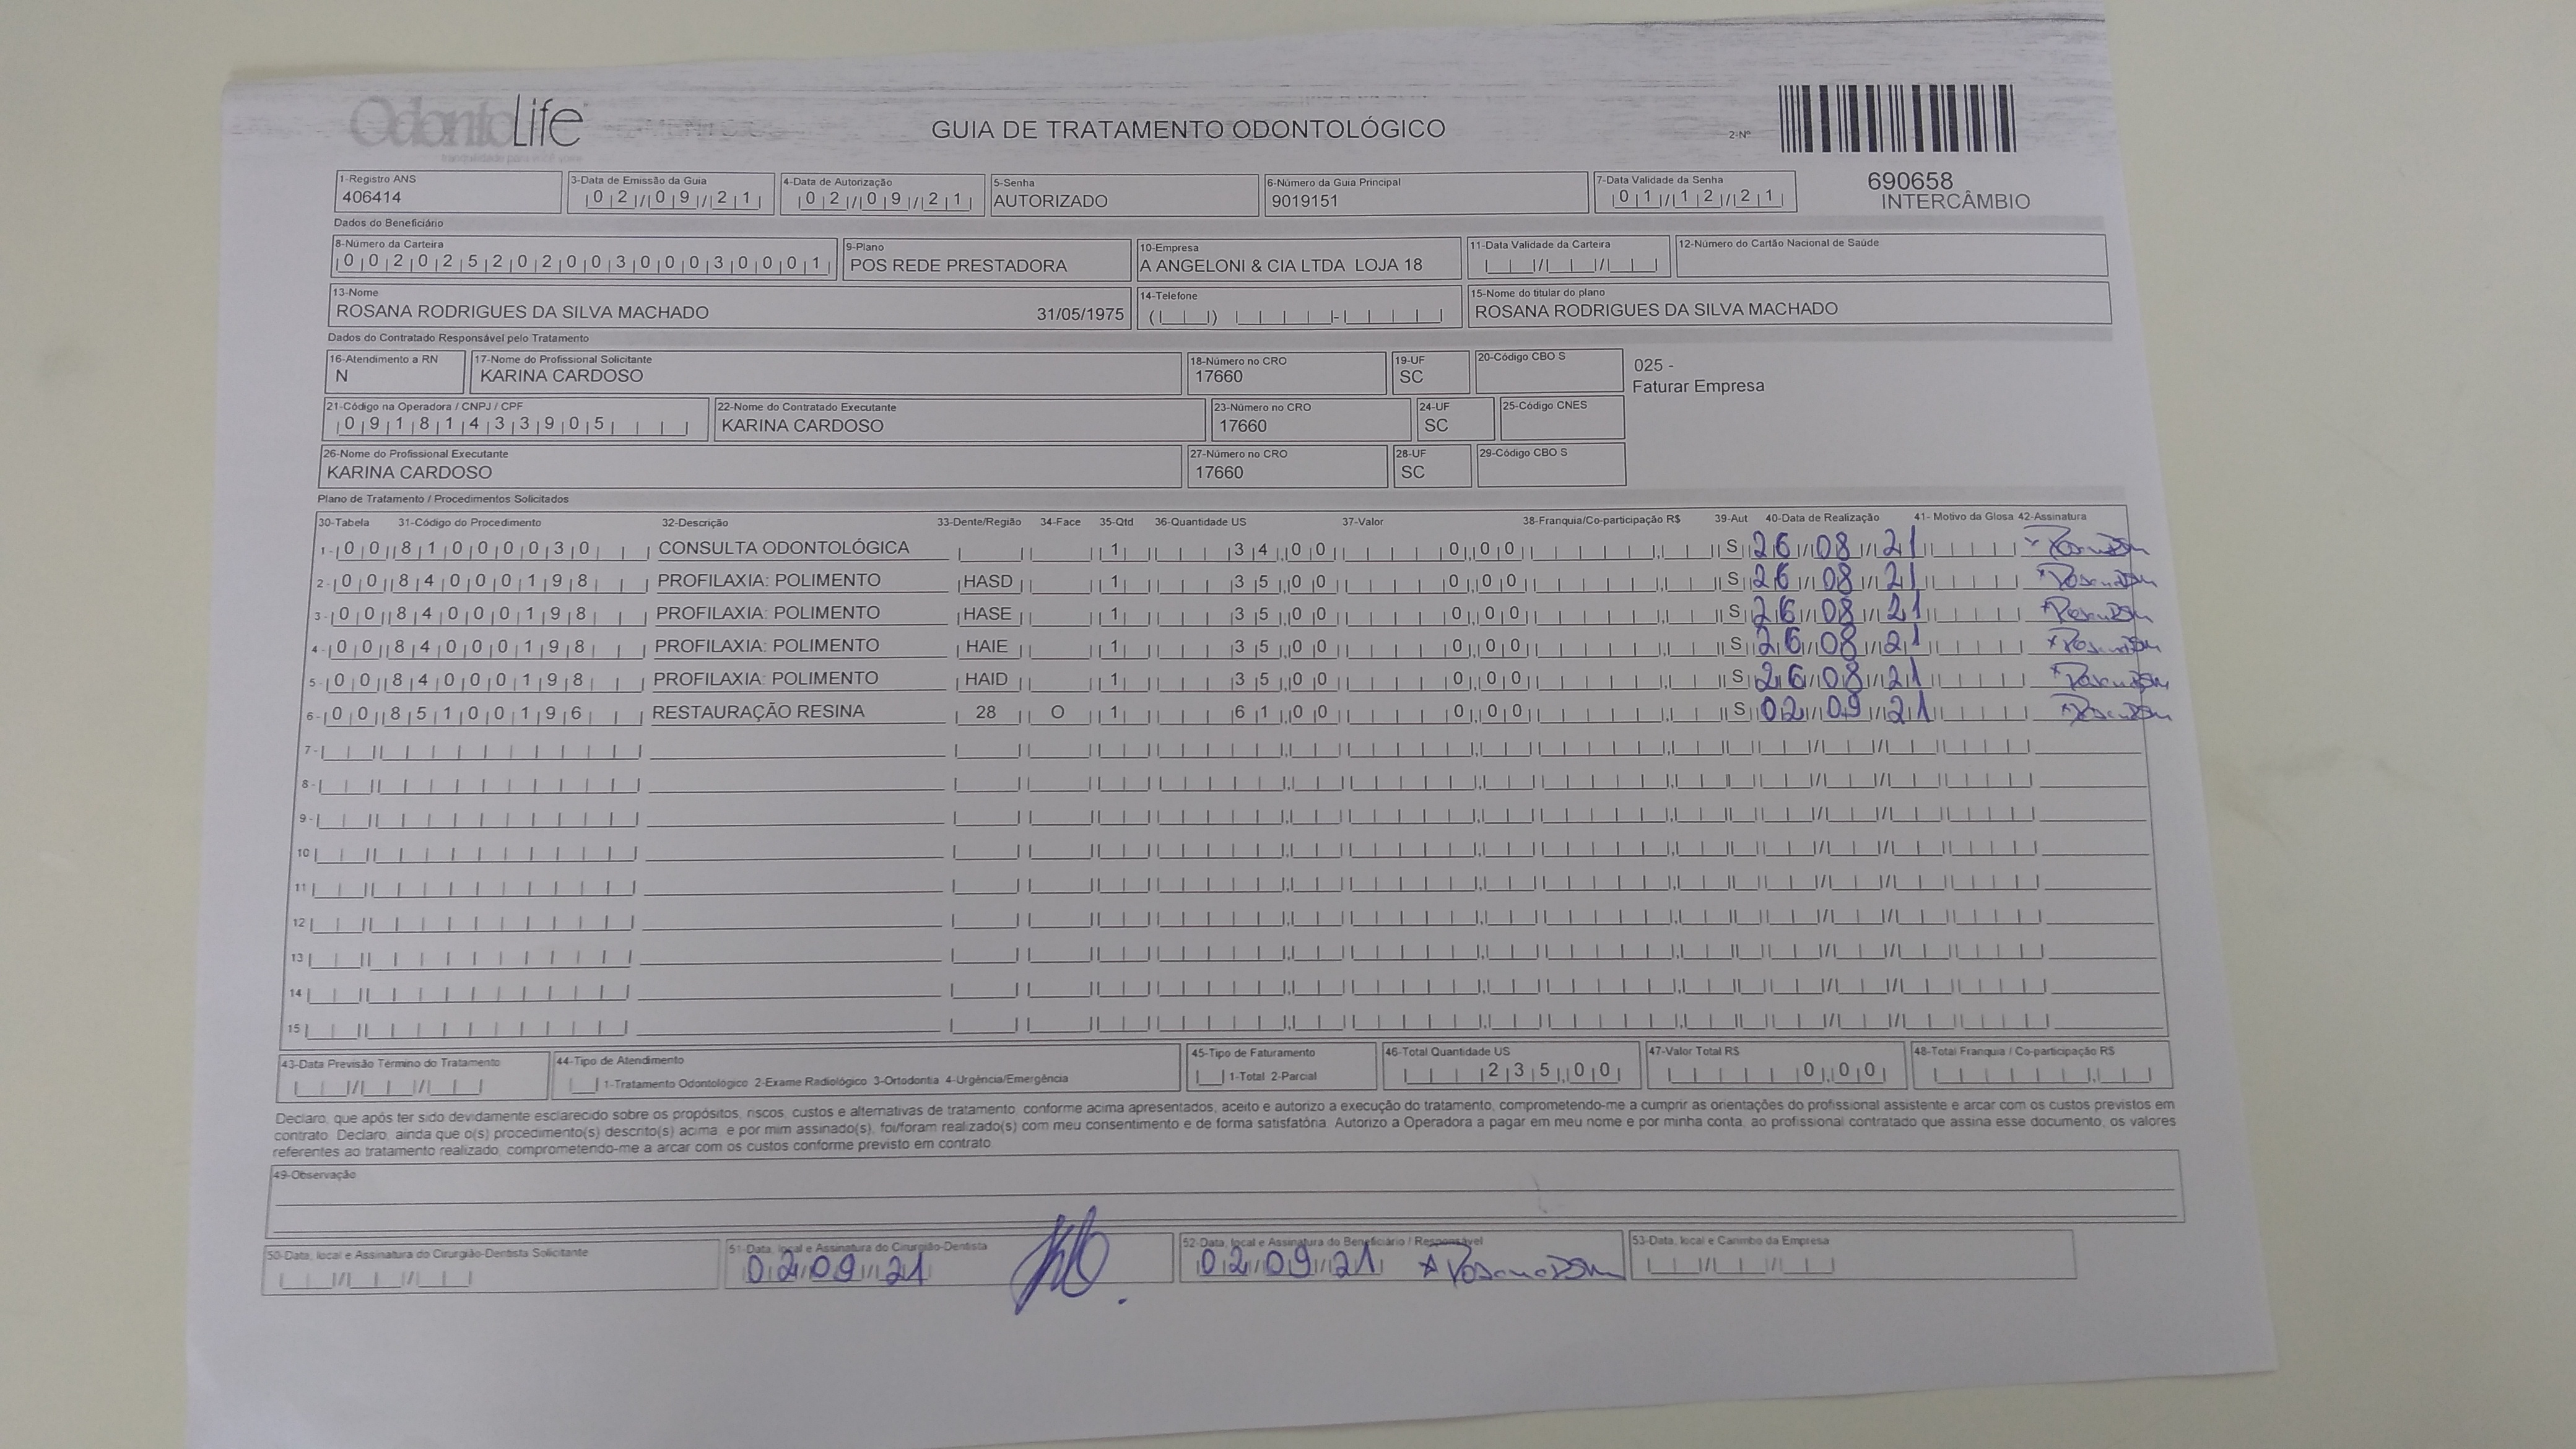 OdontoLife
tranquilidade para você viver
GUIA DE TRATAMENTO ODONTOLÓGICO
2-Nº
690658
INTERCÂMBIO
1-Registro ANS 406414 3-Data de Emissão da Guia 02/09/21 4-Data de Autorização 02/09/21 5-Senha AUTORIZADO 6-Número da Guia Principal 9019151 7-Data Validade da Senha 01/12/21
Dados do Beneficiário
8-Número da Carteira 00202520200300030001 9-Plano POS REDE PRESTADORA 10-Empresa A ANGELONI & CIA LTDA LOJA 18 11-Data Validade da Carteira 12-Número do Cartão Nacional de Saúde
13-Nome ROSANA RODRIGUES DA SILVA MACHADO 31/05/1975 14-Telefone 15-Nome do titular do plano ROSANA RODRIGUES DA SILVA MACHADO
Dados do Contratado Responsável pelo Tratamento
16-Atendimento a RN N 17-Nome do Profissional Solicitante KARINA CARDOSO 18-Número no CRO 17660 19-UF SC 20-Código CBO S
025 -
Faturar Empresa
21-Código na Operadora / CNPJ / CPF 09181433905 22-Nome do Contratado Executante KARINA CARDOSO 23-Número no CRO 17660 24-UF SC 25-Código CNES
26-Nome do Profissional Executante KARINA CARDOSO 27-Número no CRO 17660 28-UF SC 29-Código CBO S
Plano de Tratamento / Procedimentos Solicitados
30-Tabela 31-Código do Procedimento 32-Descrição 33-Dente/Região 34-Face 35-Qtd 36-Quantidade US 37-Valor 38-Franquia/Co-participação R$ 39-Aut 40-Data de Realização 41- Motivo da Glosa 42-Assinatura
1- 00 81000030 CONSULTA ODONTOLÓGICA 1 34,00 0,00 S 26/08/21
2- 00 84000198 PROFILAXIA: POLIMENTO HASD 1 35,00 0,00 S 26/08/21
3- 00 84000198 PROFILAXIA: POLIMENTO HASE 1 35,00 0,00 S 26/08/21
4- 00 84000198 PROFILAXIA: POLIMENTO HAIE 1 35,00 0,00 S 26/08/21
5- 00 84000198 PROFILAXIA: POLIMENTO HAID 1 35,00 0,00 S 26/08/21
6- 00 85100196 RESTAURAÇÃO RESINA 28 O 1 61,00 0,00 S 02/09/21
7-
8-
9-
10
11
12
13
14
15
43-Data Previsão Término do Tratamento 44-Tipo de Atendimento 1-Tratamento Odontológico 2-Exame Radiológico 3-Ortodontia 4-Urgência/Emergência 45-Tipo de Faturamento 1-Total 2-Parcial 46-Total Quantidade US 235,00 47-Valor Total R$ 0,00 48-Total Franquia / Co-participação R$
Declaro, que após ter sido devidamente esclarecido sobre os propósitos, riscos, custos e alternativas de tratamento, conforme acima apresentados, aceito e autorizo a execução do tratamento, comprometendo-me a cumprir as orientações do profissional assistente e arcar com os custos previstos em
contrato. Declaro, ainda que o(s) procedimento(s) descrito(s) acima, e por mim assinado(s), foi/foram realizado(s) com meu consentimento e de forma satisfatória. Autorizo a Operadora a pagar em meu nome e por minha conta, ao profissional contratado que assina esse documento, os valores
referentes ao tratamento realizado, comprometendo-me a arcar com os custos conforme previsto em contrato
49-Observação
50-Data, local e Assinatura do Cirurgião-Dentista Solicitante 51-Data, local e Assinatura do Cirurgião-Dentista 02/09/21 52-Data, local e Assinatura do Beneficiário / Responsável 02/09/21 53-Data, local e Carimbo da Empresa